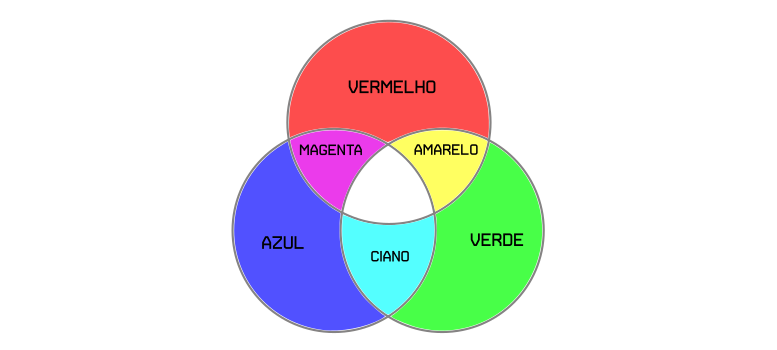 VERMELHO
MAGENTA
AMARELO
AZUL
VERDE
CIANO